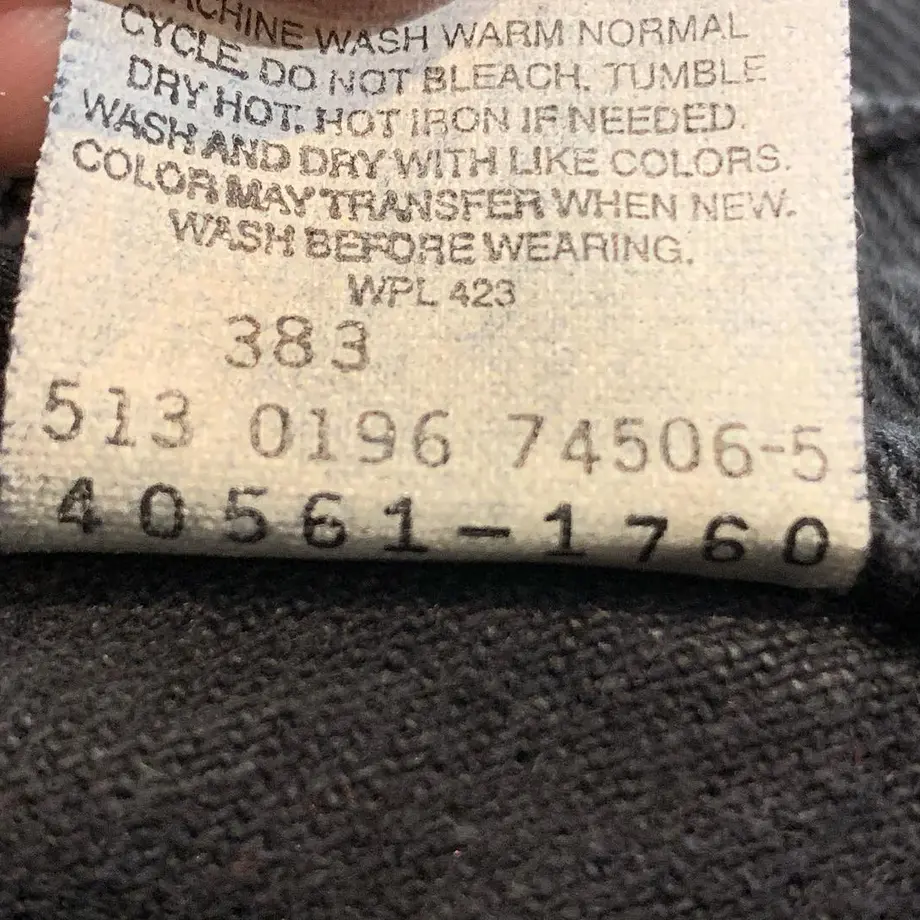 MACHINE WASH WARM NORMAL
CYCLE. DO NOT BLEACH. TUMBLE
DRY HOT. HOT IRON IF NEEDED.
WASH AND DRY WITH LIKE COLORS.
COLOR MAY TRANSFER WHEN NEW.
WASH BEFORE WEARING.
WPL 423
383
513 0196 74506-5
40561-1760